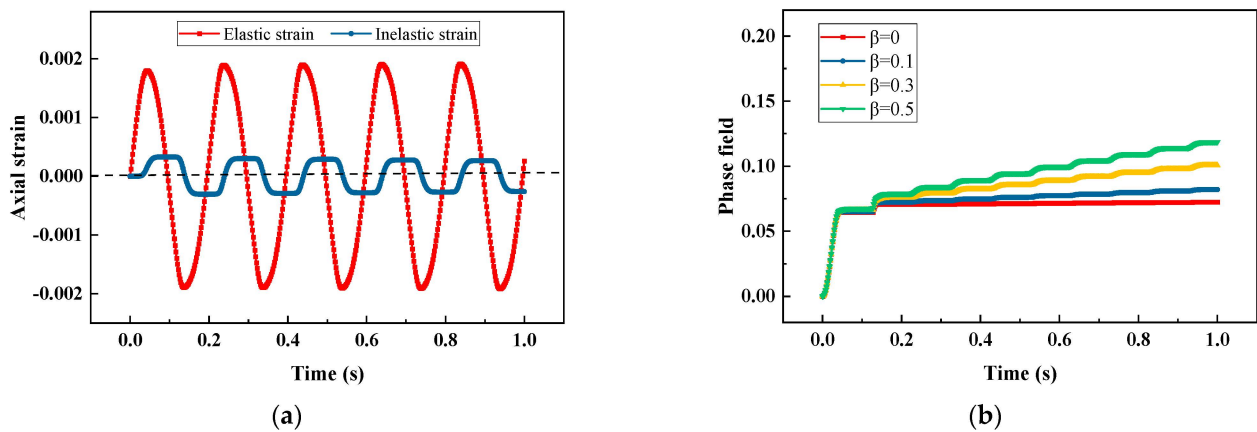 Elastic strain Inelastic strain
0.002
0.001
0.000
-0.001
-0.002
Axial strain
0.0 0.2 0.4 0.6 0.8 1.0
Time (s)
(a)
β=0
β=0.1
β=0.3
β=0.5
0.20
0.15
0.10
0.05
0.00
Phase field
0.0 0.2 0.4 0.6 0.8 1.0
Time (s)
(b)